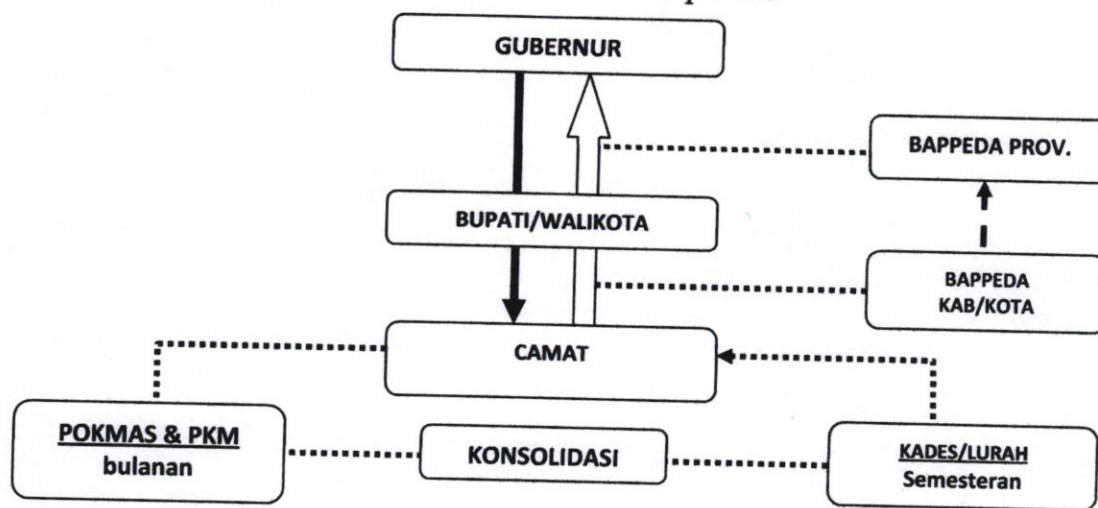 GUBERNUR
BAPPEDA PROV.
BUPATI/WALIKOTA
BAPPEDA
KAB/KOTA
CAMAT
POKMAS & PKM
bulanan
KONSOLIDASI
KADES/LURAH
Semesteran